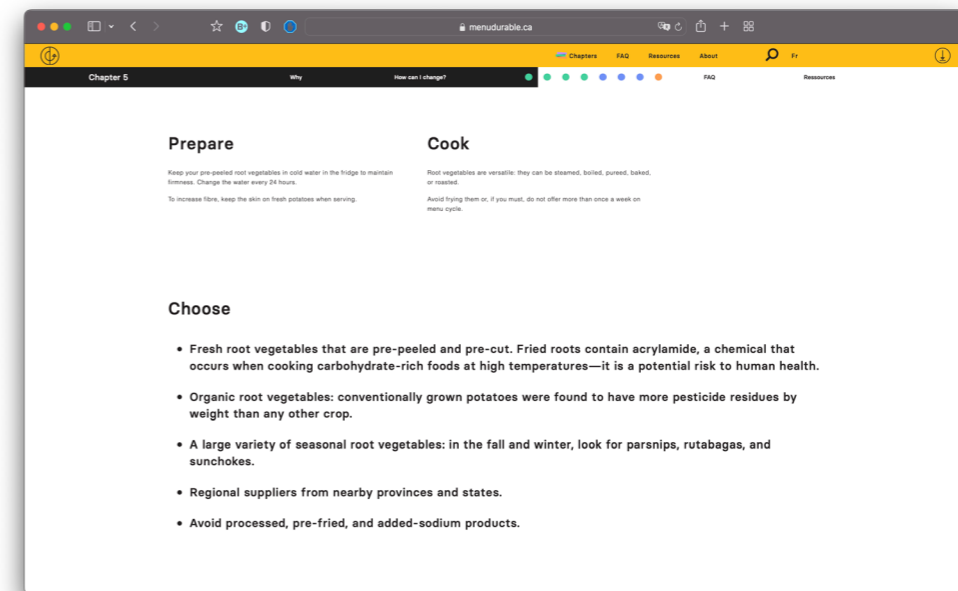 menudurable.ca
Chapters FAQ Resources About Fr
Chapter 5 Why How can I change? FAQ Ressources
Prepare
Keep your pre-peeled root vegetables in cold water in the fridge to maintain
firmness. Change the water every 24 hours.
To increase fibre, keep the skin on fresh potatoes when serving.
Cook
Root vegetables are versatile: they can be steamed, boiled, pureed, baked,
or roasted.
Avoid frying them or, if you must, do not offer more than once a week on
menu cycle.
Choose
• Fresh root vegetables that are pre-peeled and pre-cut. Fried roots contain acrylamide, a chemical that
occurs when cooking carbohydrate-rich foods at high temperatures—it is a potential risk to human health.
• Organic root vegetables: conventionally grown potatoes were found to have more pesticide residues by
weight than any other crop.
• A large variety of seasonal root vegetables: in the fall and winter, look for parsnips, rutabagas, and
sunchokes.
• Regional suppliers from nearby provinces and states.
• Avoid processed, pre-fried, and added-sodium products.